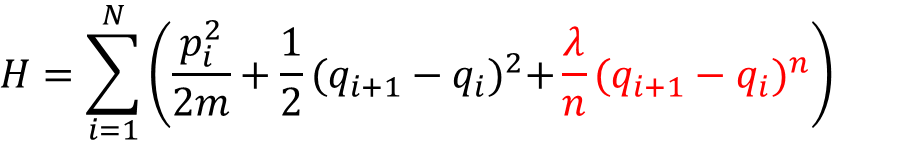 $H = \sum_{i=1}^{N} \left( \frac{p_i^2}{2m} + \frac{1}{2} (q_{i+1} - q_i)^2 + \frac{\lambda}{n} (q_{i+1} - q_i)^n \right)$